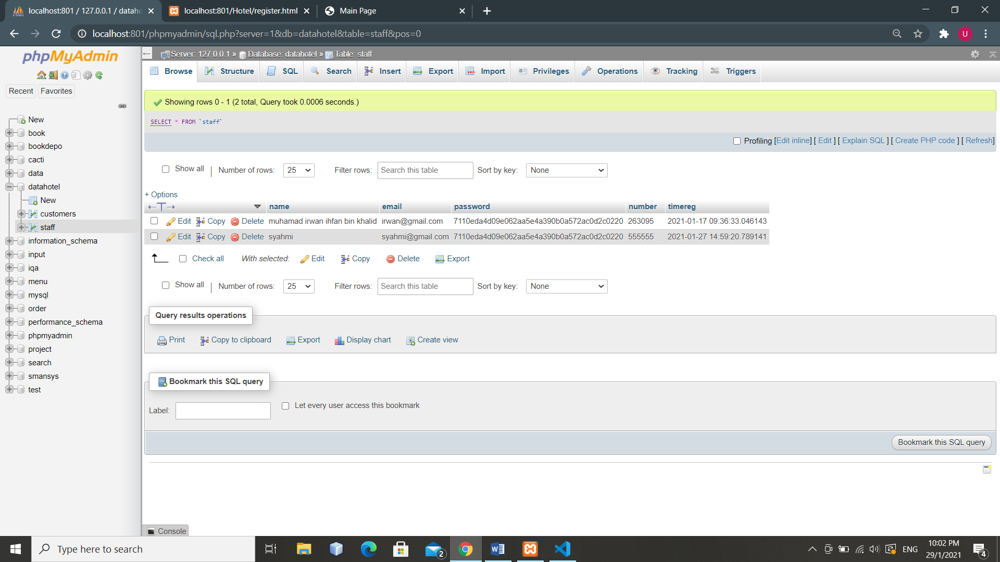 localhost:801 / 127.0.0.1 / dataho
localhost:801/Hotel/register.html
Main Page
localhost:801/phpmyadmin/sql.php?server=1&db=datahotel&table=staff&pos=0
U
phpMyAdmin
Recent
Favorites
New
book
bookdepo
cacti
data
datahotel
New
customers
staff
information_schema
input
iqa
menu
mysql
order
performance_schema
phpmyadmin
project
search
smansys
test
Server: 127.0.0.1 » Database: datahotel » Table: staff
Browse Structure SQL Search Insert Export Import Privileges Operations Tracking Triggers
Showing rows 0 - 1 (2 total, Query took 0.0006 seconds.)
SELECT * FROM `staff`
Profiling [Edit inline] [ Edit ] [ Explain SQL ] [ Create PHP code ] [ Refresh]
Show all | Number of rows: 25 Filter rows: Search this table Sort by key: None
+ Options
←T→ name email password number timereg
Edit Copy Delete muhamad irwan ihfan bin khalid irwan@gmail.com 7110eda4d09e062aa5e4a390b0a572ac0d2c0220 263095 2021-01-17 09:36:33.046143
Edit Copy Delete syahmi syahmi@gmail.com 7110eda4d09e062aa5e4a390b0a572ac0d2c0220 555555 2021-01-27 14:59:20.789141
Check all With selected: Edit Copy Delete Export
Show all | Number of rows: 25 Filter rows: Search this table Sort by key: None
Query results operations
Print Copy to clipboard Export Display chart Create view
Bookmark this SQL query
Label: Let every user access this bookmark
Bookmark this SQL query
Console
Type here to search
2
ENG
10:02 PM
29/1/2021
4